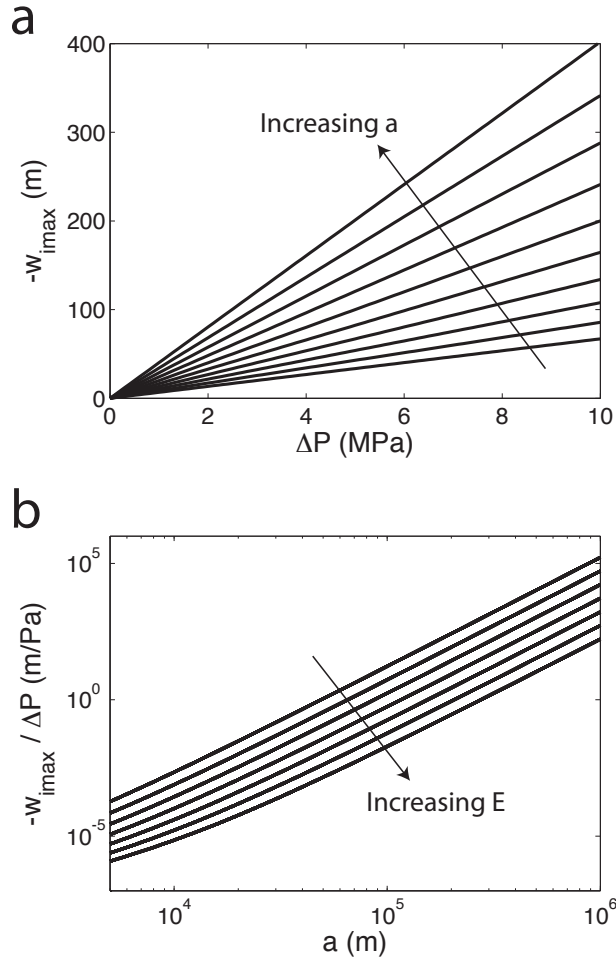 a
400
300
200
100
0
-w_imax (m)
Increasing a
0 2 4 6 8 10
ΔP (MPa)
b
10^5
10^0
10^-5
-w_imax / ΔP (m/Pa)
Increasing E
10^4 10^5 10^6
a (m)